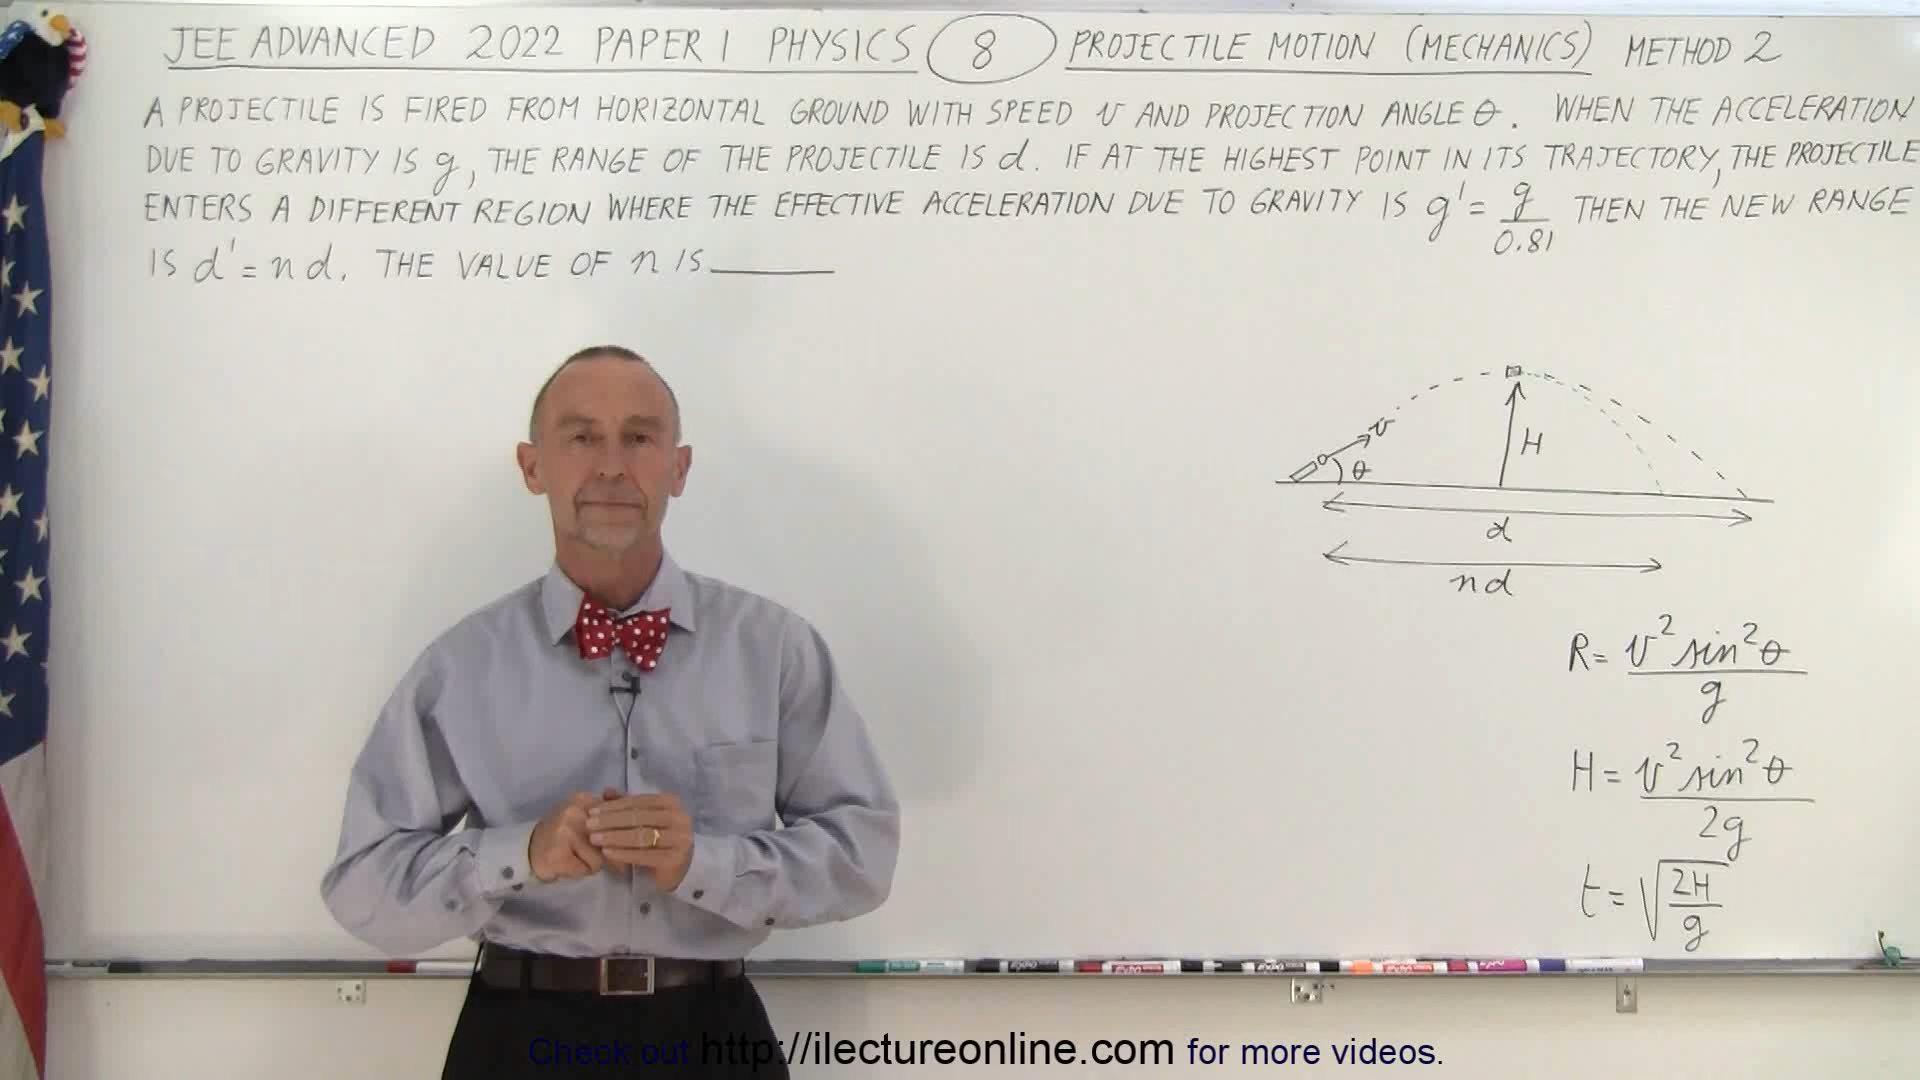 JEE ADVANCED 2022 PAPER 1 PHYSICS 8 PROJECTILE MOTION (MECHANICS) METHOD 2
A PROJECTILE IS FIRED FROM HORIZONTAL GROUND WITH SPEED v AND PROJECTION ANGLE θ. WHEN THE ACCELERATION
DUE TO GRAVITY IS g, THE RANGE OF THE PROJECTILE IS d. IF AT THE HIGHEST POINT IN ITS TRAJECTORY, THE PROJECTILE
ENTERS A DIFFERENT REGION WHERE THE EFFECTIVE ACCELERATION DUE TO GRAVITY IS g' = g/0.81 THEN THE NEW RANGE
IS d' = nd. THE VALUE OF n IS ______
v
H
θ
d
nd
R = v² sin²θ / g
H = v² sin²θ / 2g
t = √(2H/g)
Check out http://ilectureonline.com for more videos.